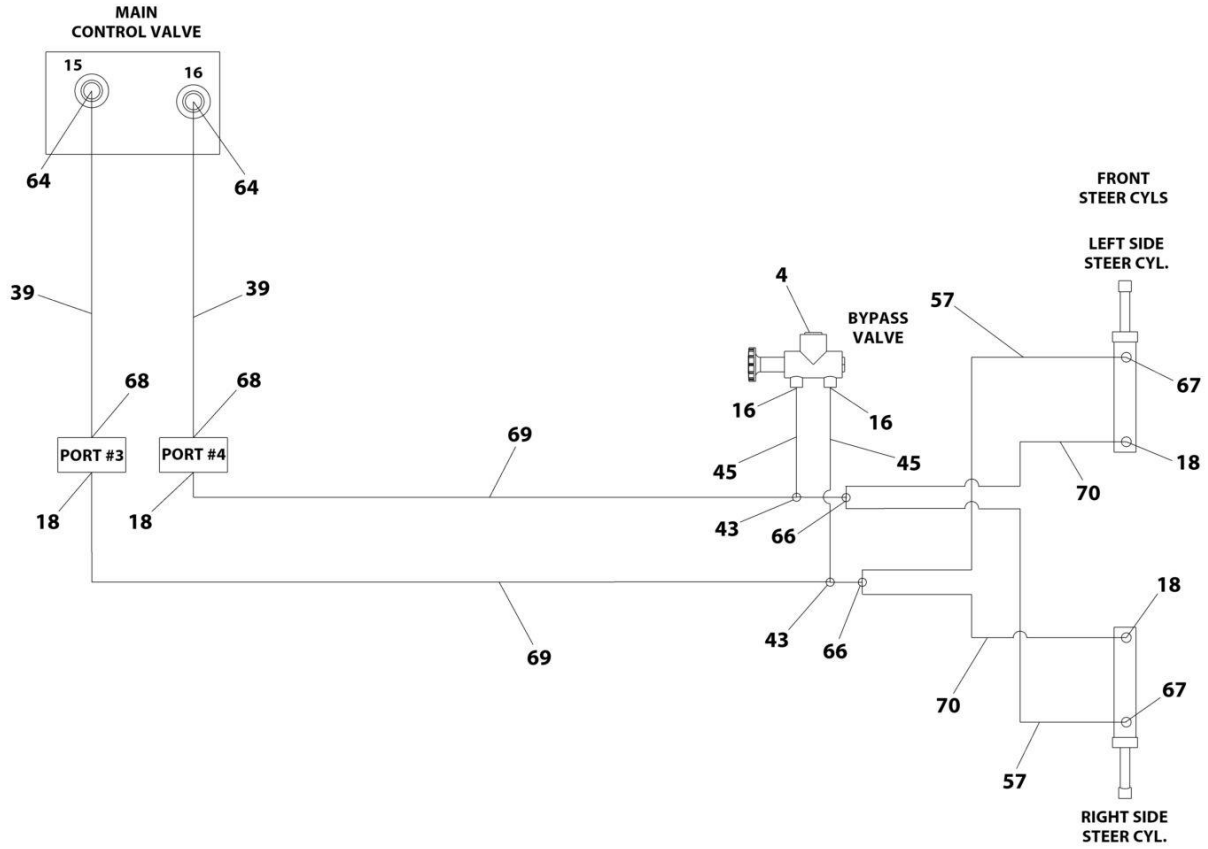 MAIN
CONTROL VALVE
15
16
64
64
FRONT
STEER CYLS
LEFT SIDE
STEER CYL.
39
39
4
BYPASS
VALVE
57
67
68
68
16
16
PORT #3
PORT #4
69
45
45
18
70
18
18
43
66
43
66
18
69
70
67
57
RIGHT SIDE
STEER CYL.